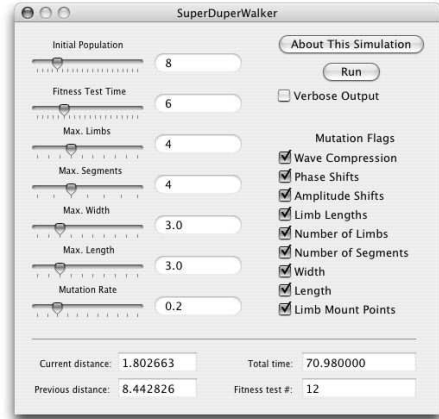 SuperDuperWalker
Initial Population
8
Fitness Test Time
6
Max. Limbs
4
Max. Segments
4
Max. Width
3.0
Max. Length
3.0
Mutation Rate
0.2
About This Simulation
Run
Verbose Output
Mutation Flags
Wave Compression
Phase Shifts
Amplitude Shifts
Limb Lengths
Number of Limbs
Number of Segments
Width
Length
Limb Mount Points
Current distance: 1.802663
Total time: 70.980000
Previous distance: 8.442826
Fitness test #: 12